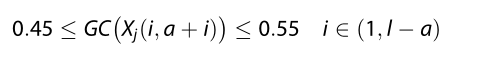 0.45 ≤ GC(Xⱼ(i, a + i)) ≤ 0.55 i ∈ (1, l − a)